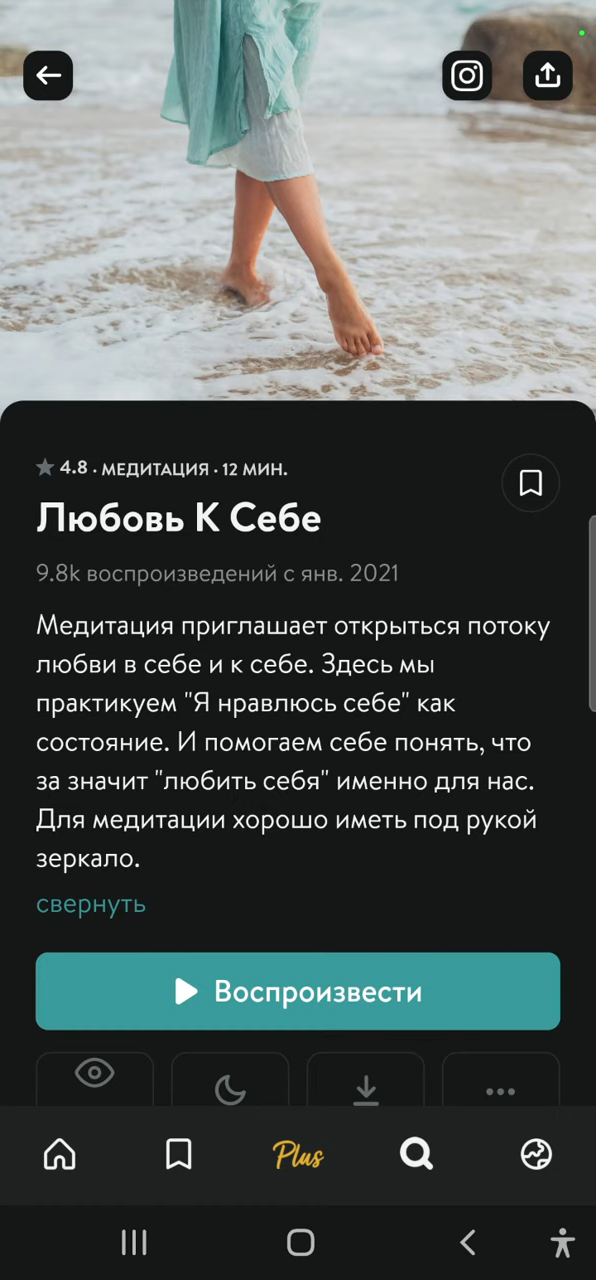 4.8 · МЕДИТАЦИЯ · 12 МИН.
Любовь К Себе
9.8k воспроизведений с янв. 2021
Медитация приглашает открыться потоку
любви в себе и к себе. Здесь мы
практикуем "Я нравлюсь себе" как
состояние. И помогаем себе понять, что
за значит "любить себя" именно для нас.
Для медитации хорошо иметь под рукой
зеркало.
свернуть
Воспроизвести
Plus